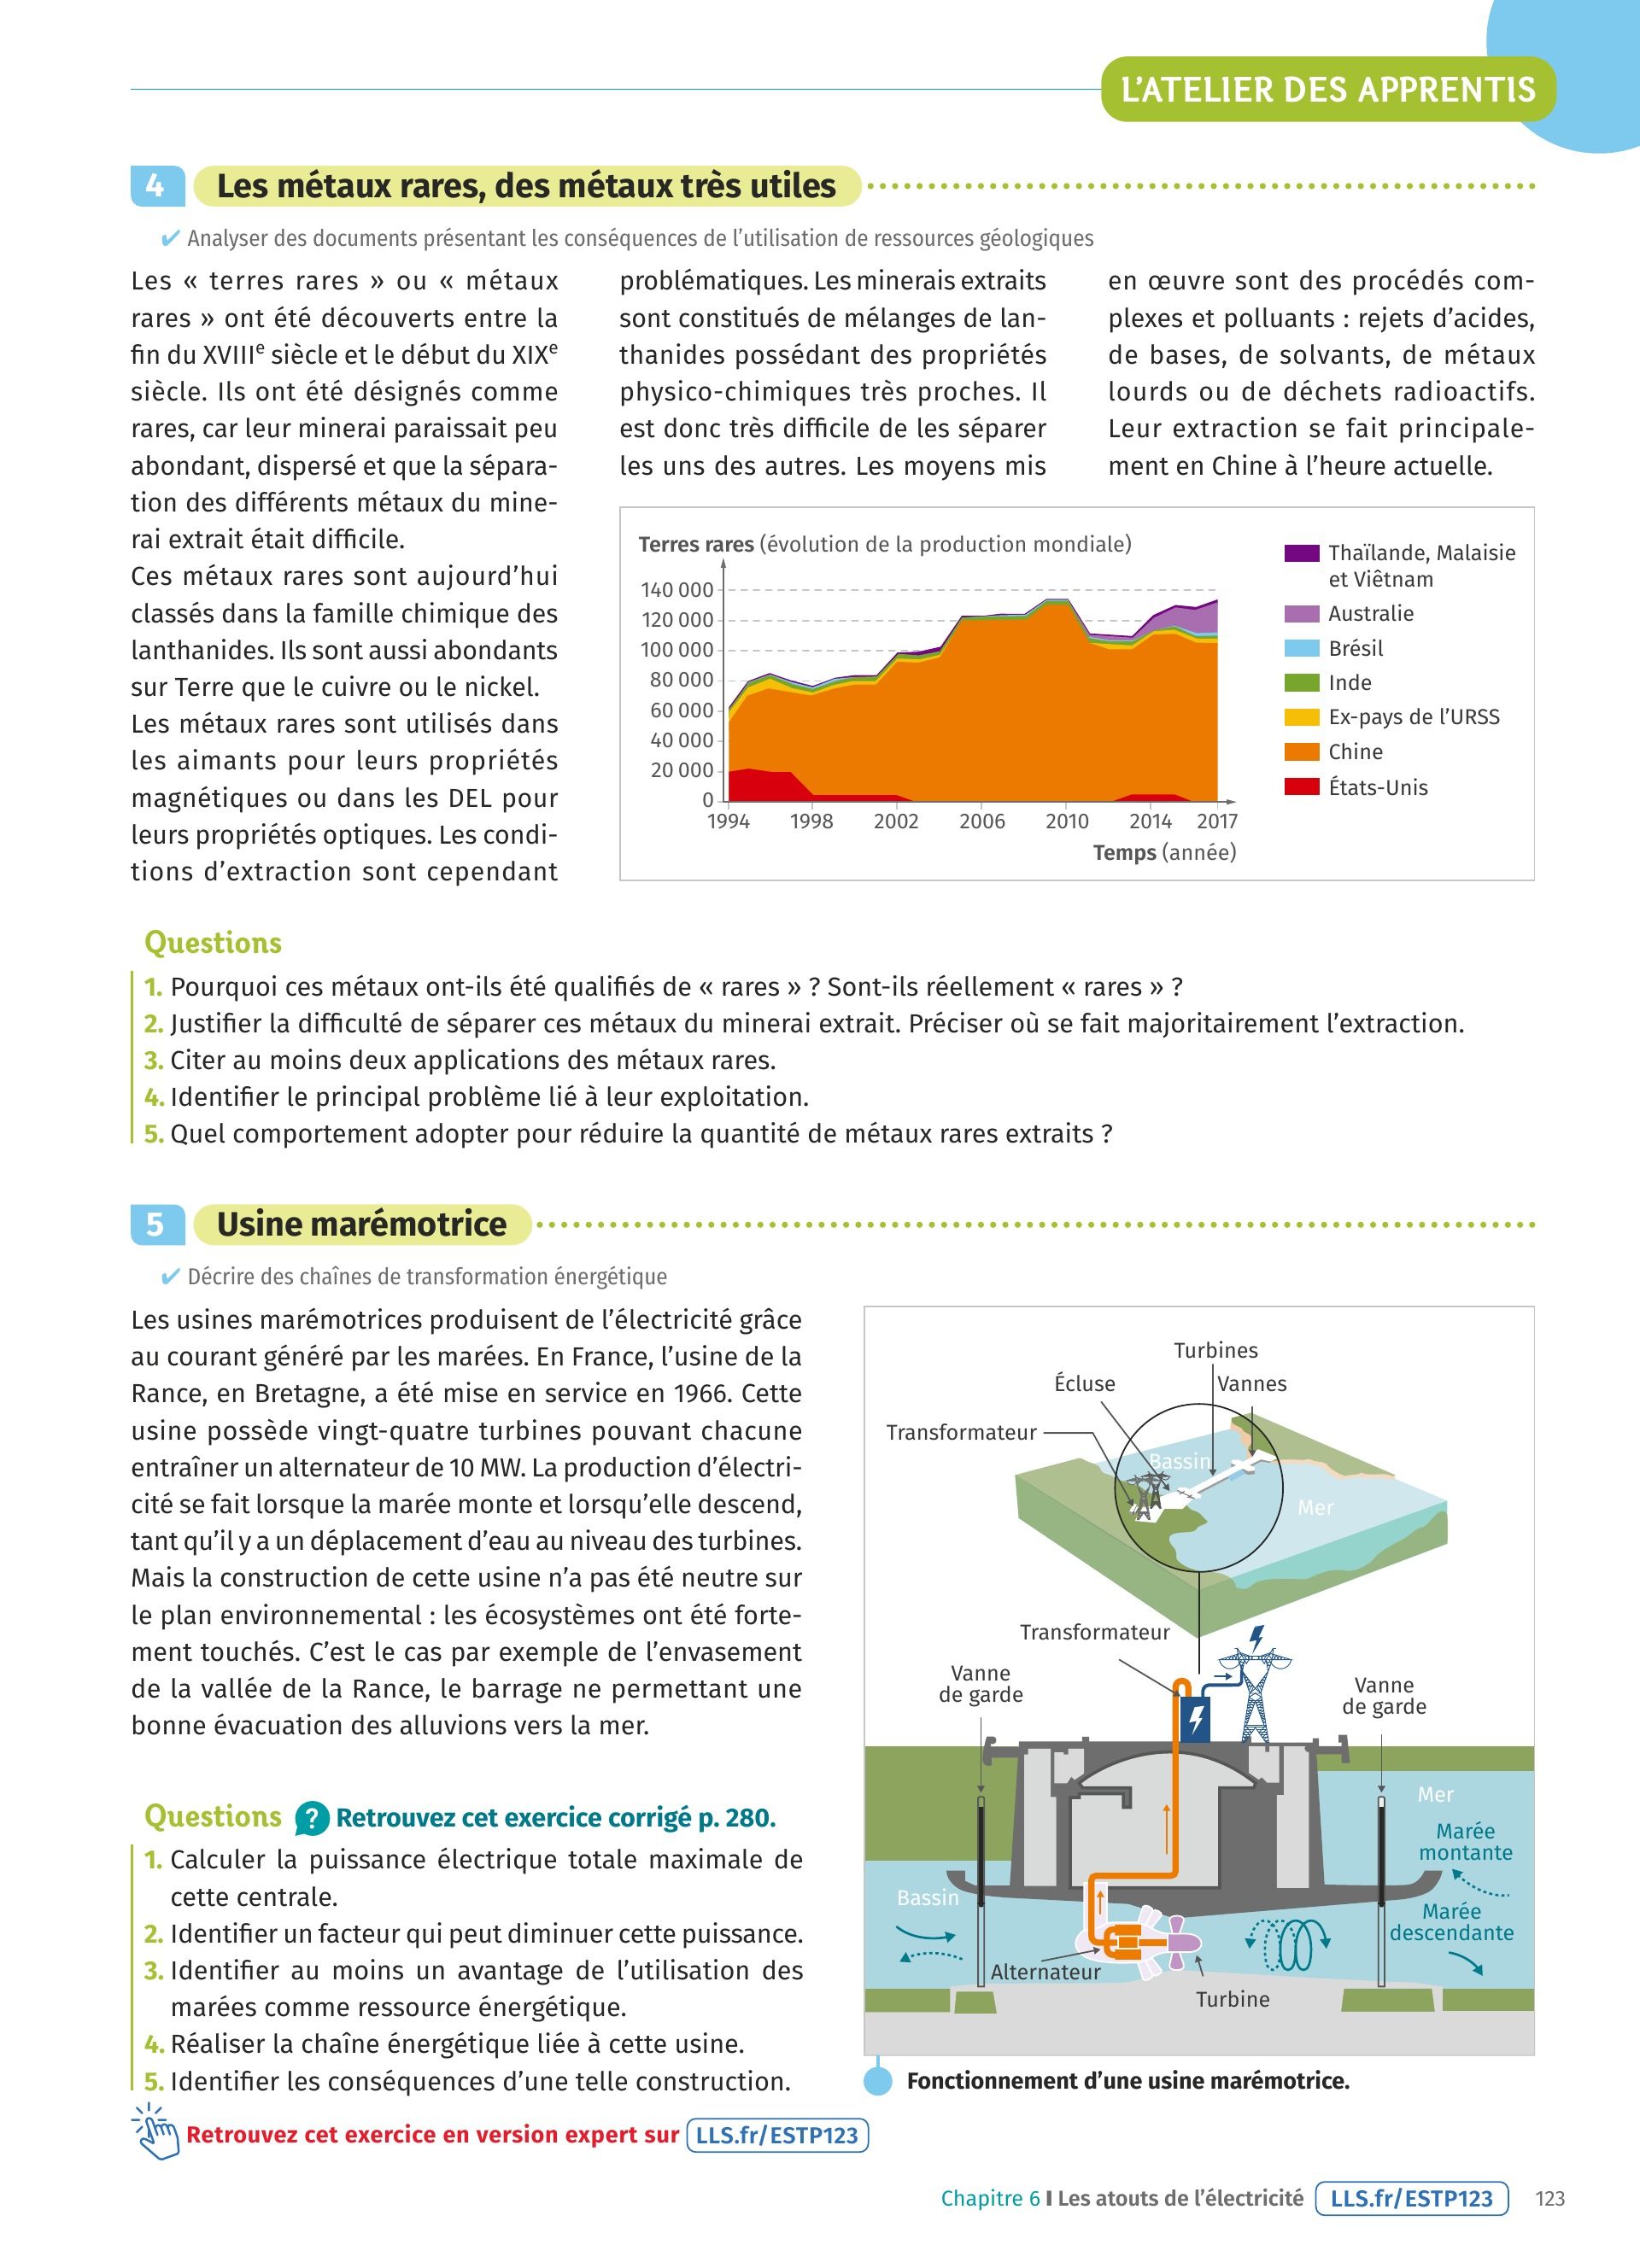 L'ATELIER DES APPRENTIS
4 Les métaux rares, des métaux très utiles
✔ Analyser des documents présentant les conséquences de l'utilisation de ressources géologiques
Les « terres rares » ou « métaux
rares » ont été découverts entre la
fin du XVIIIe siècle et le début du XIXe
siècle. Ils ont été désignés comme
rares, car leur minerai paraissait peu
abondant, dispersé et que la sépara-
tion des différents métaux du mine-
rai extrait était difficile.
Ces métaux rares sont aujourd'hui
classés dans la famille chimique des
lanthanides. Ils sont aussi abondants
sur Terre que le cuivre ou le nickel.
Les métaux rares sont utilisés dans
les aimants pour leurs propriétés
magnétiques ou dans les DEL pour
leurs propriétés optiques. Les condi-
tions d'extraction sont cependant
problématiques. Les minerais extraits
sont constitués de mélanges de lan-
thanides possédant des propriétés
physico-chimiques très proches. Il
est donc très difficile de les séparer
les uns des autres. Les moyens mis
en œuvre sont des procédés com-
plexes et polluants : rejets d'acides,
de bases, de solvants, de métaux
lourds ou de déchets radioactifs.
Leur extraction se fait principale-
ment en Chine à l'heure actuelle.
Terres rares (évolution de la production mondiale)
140 000
120 000
100 000
80 000
60 000
40 000
20 000
0
1994 1998 2002 2006 2010 2014 2017
Temps (année)
Thaïlande, Malaisie
et Viêtnam
Australie
Brésil
Inde
Ex-pays de l'URSS
Chine
États-Unis
Questions
1. Pourquoi ces métaux ont-ils été qualifiés de « rares » ? Sont-ils réellement « rares » ?
2. Justifier la difficulté de séparer ces métaux du minerai extrait. Préciser où se fait majoritairement l'extraction.
3. Citer au moins deux applications des métaux rares.
4. Identifier le principal problème lié à leur exploitation.
5. Quel comportement adopter pour réduire la quantité de métaux rares extraits ?
5 Usine marémotrice
✔ Décrire des chaînes de transformation énergétique
Les usines marémotrices produisent de l'électricité grâce
au courant généré par les marées. En France, l'usine de la
Rance, en Bretagne, a été mise en service en 1966. Cette
usine possède vingt-quatre turbines pouvant chacune
entraîner un alternateur de 10 MW. La production d'électri-
cité se fait lorsque la marée monte et lorsqu'elle descend,
tant qu'il y a un déplacement d'eau au niveau des turbines.
Mais la construction de cette usine n'a pas été neutre sur
le plan environnemental : les écosystèmes ont été forte-
ment touchés. C'est le cas par exemple de l'envasement
de la vallée de la Rance, le barrage ne permettant une
bonne évacuation des alluvions vers la mer.
Questions ? Retrouvez cet exercice corrigé p. 280.
1. Calculer la puissance électrique totale maximale de
cette centrale.
2. Identifier un facteur qui peut diminuer cette puissance.
3. Identifier au moins un avantage de l'utilisation des
marées comme ressource énergétique.
4. Réaliser la chaîne énergétique liée à cette usine.
5. Identifier les conséquences d'une telle construction.
Retrouvez cet exercice en version expert sur LLS.fr/ESTP123
Turbines
Écluse
Vannes
Transformateur
Bassin
Mer
Transformateur
Vanne
de garde
Vanne
de garde
Mer
Marée
montante
Bassin
Marée
descendante
Alternateur
Turbine
Fonctionnement d'une usine marémotrice.
Chapitre 6 I Les atouts de l'électricité LLS.fr/ESTP123 123